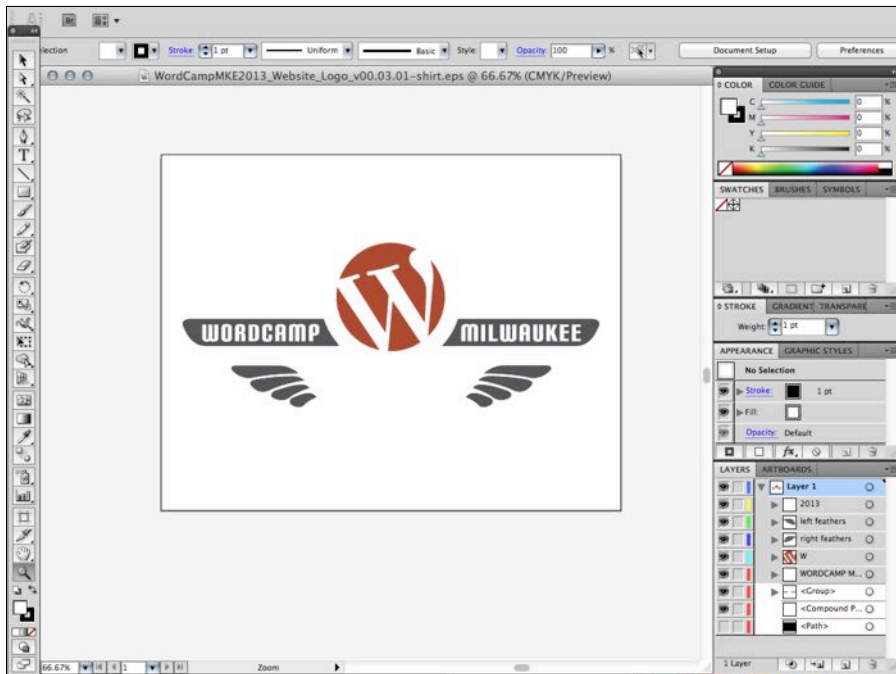 Br
lection Stroke: 1 pt Uniform Basic Style: Opacity: 100 % Document Setup Preferences
WordCampMKE2013_Website_Logo_v00.03.01-shirt.eps @ 66.67% (CMYK/Preview)
COLOR COLOR GUIDE
C 0 %
M 0 %
Y 0 %
K 0 %
SWATCHES BRUSHES SYMBOLS
STROKE GRADIENT TRANSPARE
Weight: 1 pt
APPEARANCE GRAPHIC STYLES
No Selection
Stroke: 1 pt
Fill:
Opacity: Default
fx
LAYERS ARTBOARDS
Layer 1
2013
left feathers
right feathers
W
WORDCAMP M...
<Group>
<Compound P...
<Path>
1 Layer
W
WORDCAMP MILWAUKEE
T
66.67% 1 Zoom